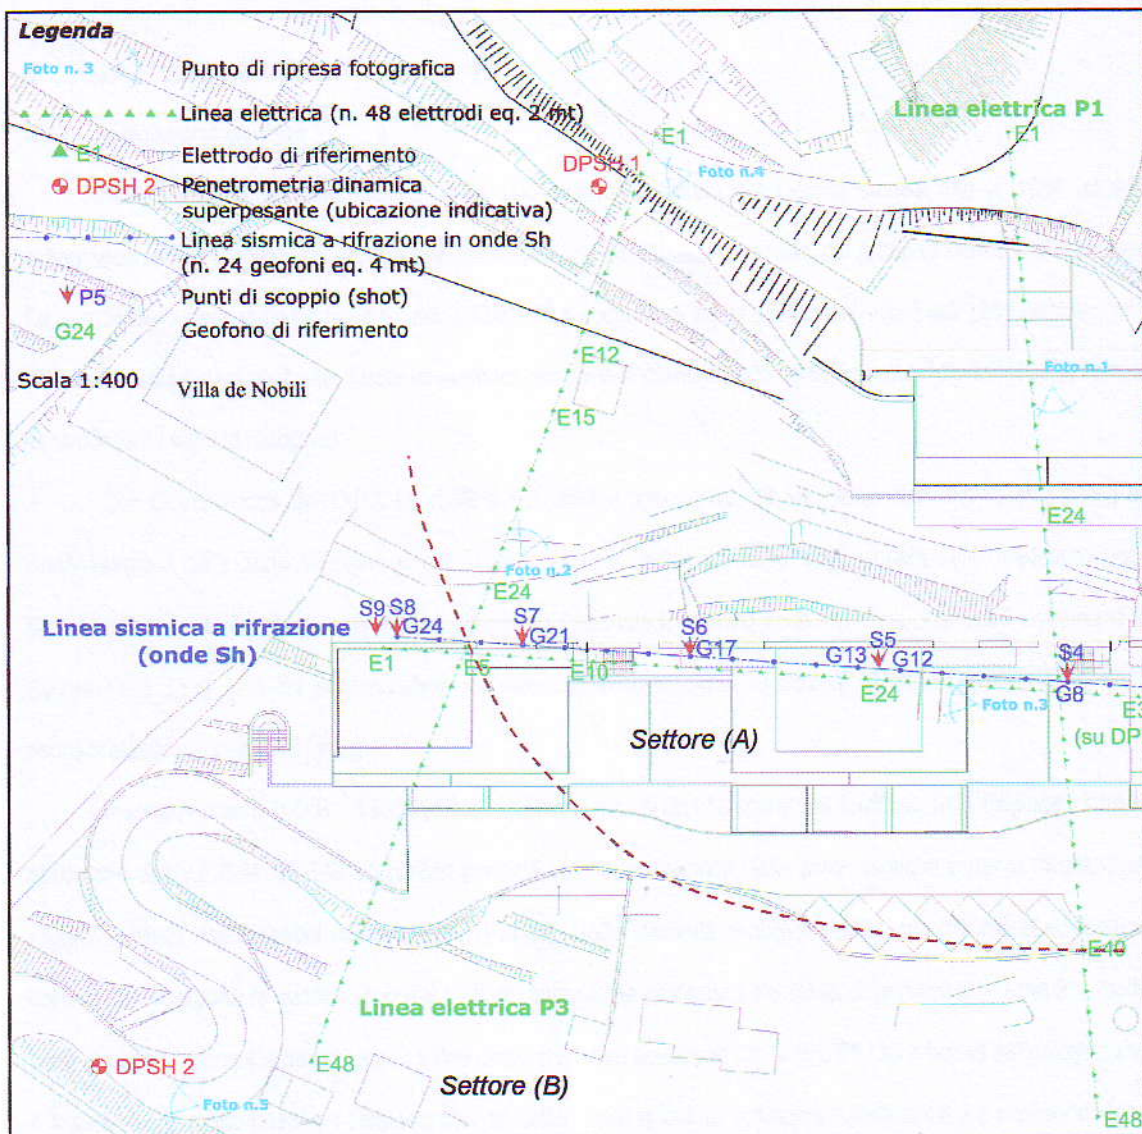 Legenda
Foto n. 3 Punto di ripresa fotografica
Linea elettrica (n. 48 elettrodi eq. 2 mt)
E1 Elettrodo di riferimento
DPSH 2 Penetrometria dinamica
superpesante (ubicazione indicativa)
Linea sismica a rifrazione in onde Sh
(n. 24 geofoni eq. 4 mt)
P5 Punti di scoppio (shot)
G24 Geofono di riferimento
Scala 1:400 Villa de Nobili
Linea elettrica P1
E1
E1
DPSH 1
Foto n.4
E12
Foto n.1
E15
E24
Foto n.2
E24
S9 S8 G24
S7 G21
S6 G17
S5
G13 G12
S4
G8
Linea sismica a rifrazione
(onde Sh)
E1
E10
E24
Foto n.3
Settore (A)
(su DP
E40
Linea elettrica P3
E48
DPSH 2
Settore (B)
Foto n.5
E48